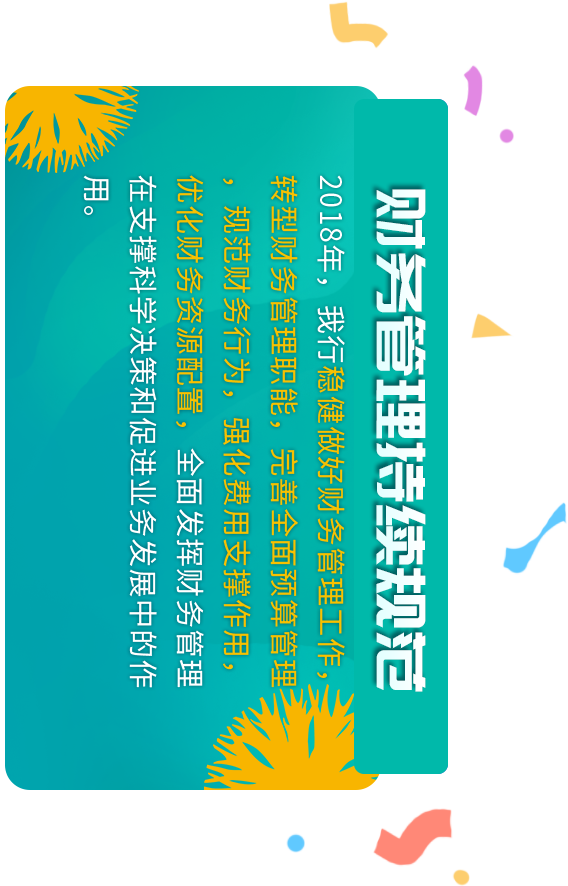 财务管理持续规范
2018年，我行稳健做好财务管理工作，
转型财务管理职能，完善全面预算管理
，规范财务行为，强化费用支撑作用，
优化财务资源配置，全面发挥财务管理
在支撑科学决策和促进业务发展中的作
用。